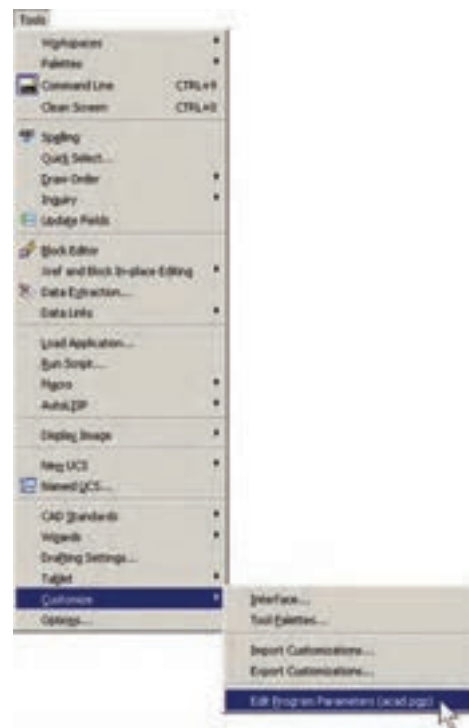 Tools
Workspaces
Palettes
Command Line CTRL+9
Clean Screen CTRL+0
Spelling
Quick Select...
Draw Order
Inquiry
Update Fields
Block Editor
Xref and Block In-place Editing
Data Extraction...
Data Links
Load Application...
Run Script...
Macro
AutoLISP
Display Image
New UCS
Named UCS...
CAD Standards
Wizards
Drafting Settings...
Tablet
Customize
Options...
Interface...
Tool Palettes...
Import Customizations...
Export Customizations...
Edit Program Parameters (acad.pgp)